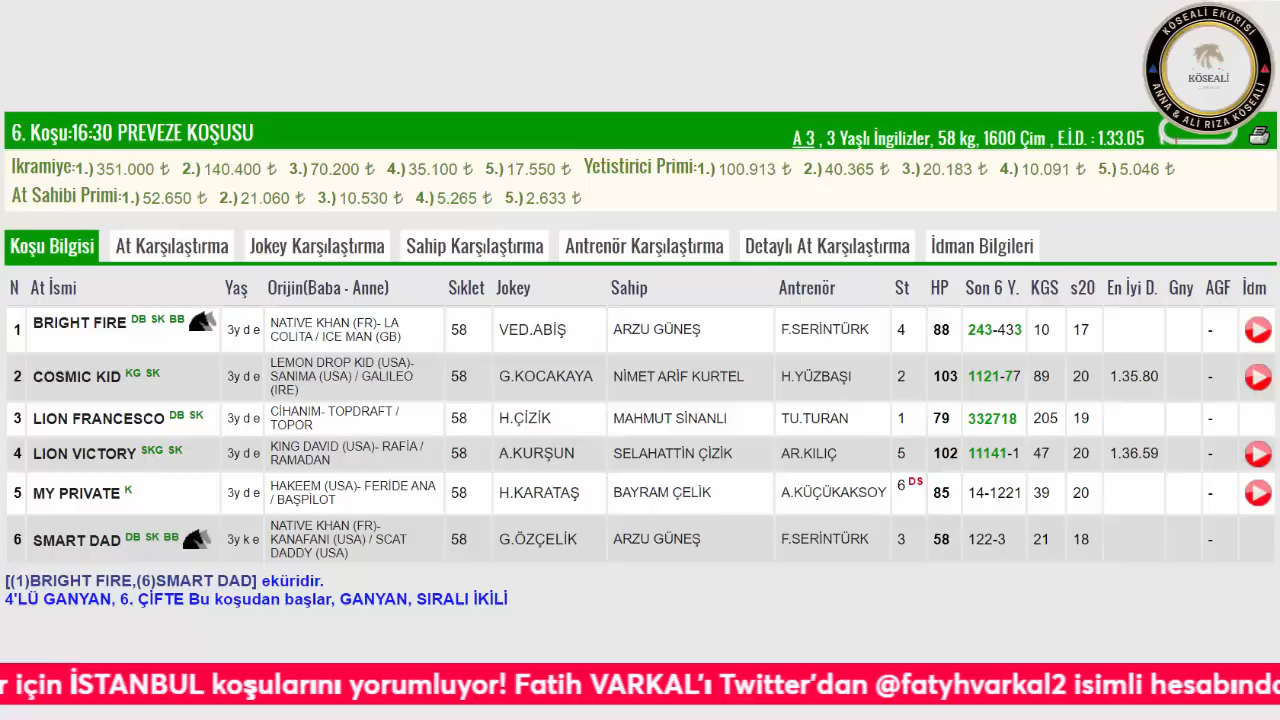 KÖSEALİ EKÜRİSİ
KÖSEALİ
ANNA & ALİ RIZA KÖSEALİ
6. Koşu:16:30 PREVEZE KOŞUSU
A 3 , 3 Yaşlı İngilizler, 58 kg, 1600 Çim , E.İ.D. : 1.33.05
İkramiye:1.) 351.000 ₺ 2.) 140.400 ₺ 3.) 70.200 ₺ 4.) 35.100 ₺ 5.) 17.550 ₺ Yetistirici Primi:1.) 100.913 ₺ 2.) 40.365 ₺ 3.) 20.183 ₺ 4.) 10.091 ₺ 5.) 5.046 ₺
At Sahibi Primi:1.) 52.650 ₺ 2.) 21.060 ₺ 3.) 10.530 ₺ 4.) 5.265 ₺ 5.) 2.633 ₺
Koşu Bilgisi At Karşılaştırma Jokey Karşılaştırma Sahip Karşılaştırma Antrenör Karşılaştırma Detaylı At Karşılaştırma İdman Bilgileri
N At İsmi Yaş Orijin(Baba - Anne) Sıklet Jokey Sahip Antrenör St HP Son 6 Y. KGS s20 En İyi D. Gny AGF İdm
1 BRIGHT FIRE DB SK BB 3y d e NATIVE KHAN (FR)- LA COLITA / ICE MAN (GB) 58 VED.ABİŞ ARZU GÜNEŞ F.SERİNTÜRK 4 88 243-433 10 17 -
2 COSMIC KID KG SK 3y d e LEMON DROP KID (USA)- SANIMA (USA) / GALILEO (IRE) 58 G.KOCAKAYA NİMET ARİF KURTEL H.YÜZBAŞI 2 103 1121-77 89 20 1.35.80 -
3 LION FRANCESCO DB SK 3y d e CİHANIM- TOPDRAFT / TOPOR 58 H.ÇİZİK MAHMUT SİNANLI TU.TURAN 1 79 332718 205 19 -
4 LION VICTORY SKG SK 3y d e KING DAVID (USA)- RAFİA / RAMADAN 58 A.KURŞUN SELAHATTİN ÇİZİK AR.KILIÇ 5 102 11141-1 47 20 1.36.59 -
5 MY PRIVATE K 3y d e HAKEEM (USA)- FERIDE ANA / BAŞPİLOT 58 H.KARATAŞ BAYRAM ÇELİK A.KÜÇÜKAKSOY 6 DS 85 14-1221 39 20 -
6 SMART DAD DB SK BB 3y k e NATIVE KHAN (FR)- KANAFANI (USA) / SCAT DADDY (USA) 58 G.ÖZÇELİK ARZU GÜNEŞ F.SERİNTÜRK 3 58 122-3 21 18 -
[(1)BRIGHT FIRE,(6)SMART DAD] eküridir.
4'LÜ GANYAN, 6. ÇİFTE Bu koşudan başlar, GANYAN, SIRALI İKİLİ
r için İSTANBUL koşularını yorumluyor! Fatih VARKAL'ı Twitter'dan @fatyhvarkal2 isimli hesabında